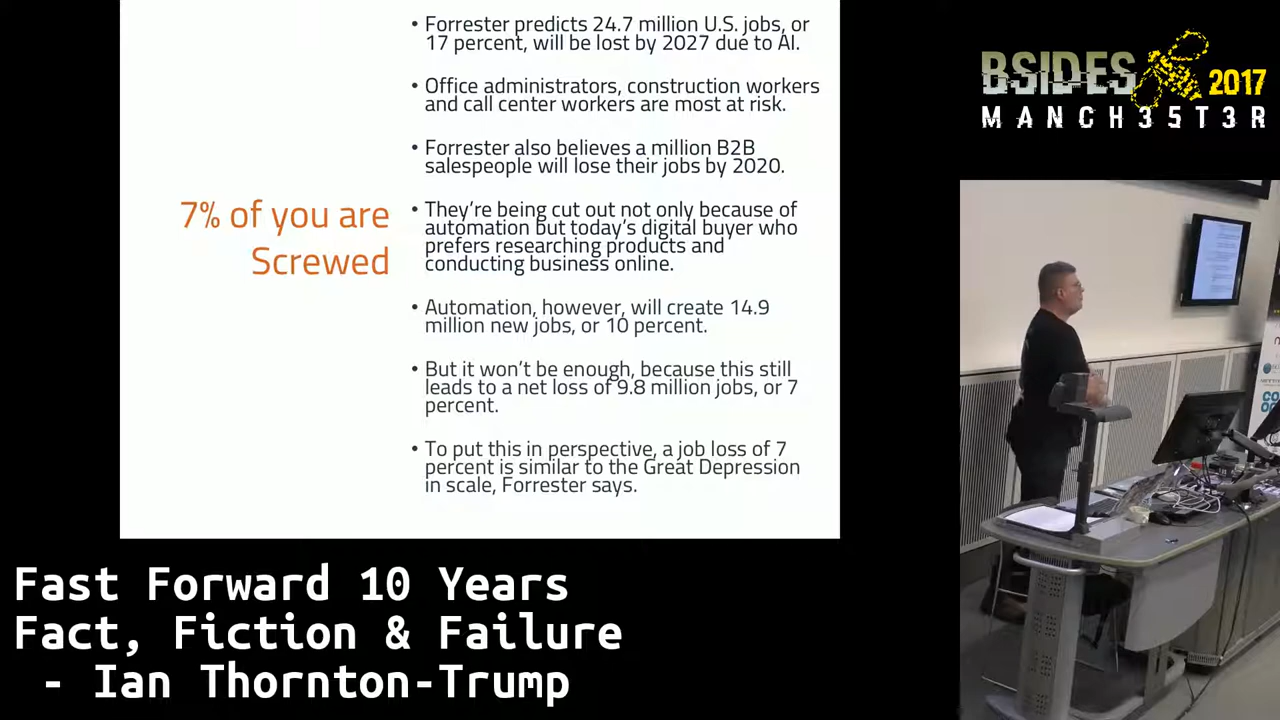 7% of you are
Screwed
• Forrester predicts 24.7 million U.S. jobs, or
17 percent, will be lost by 2027 due to AI.
• Office administrators, construction workers
and call center workers are most at risk.
• Forrester also believes a million B2B
salespeople will lose their jobs by 2020.
• They’re being cut out not only because of
automation but today’s digital buyer who
prefers researching products and
conducting business online.
• Automation, however, will create 14.9
million new jobs, or 10 percent.
• But it won’t be enough, because this still
leads to a net loss of 9.8 million jobs, or 7
percent.
• To put this in perspective, a job loss of 7
percent is similar to the Great Depression
in scale, Forrester says.
BSIDES 2017
MANCH35T3R
Fast Forward 10 Years
Fact, Fiction & Failure
- Ian Thornton-Trump